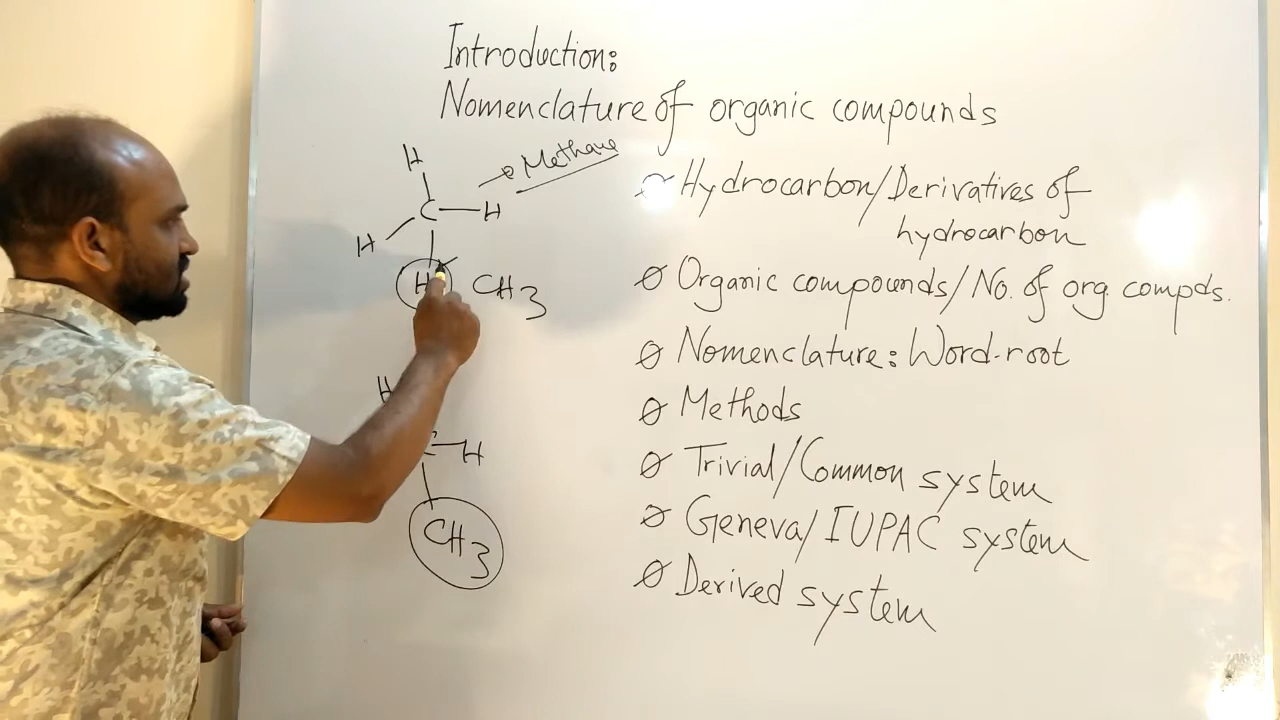 Introduction:
Nomenclature of organic compounds
H
Methane
C H
H
H CH3
H
H
CH3
Hydrocarbon/Derivatives of
hydrocarbon
Organic compounds/No. of org. compds.
Nomenclature: Word-root
Methods
Trivial/Common system
Geneva/IUPAC system
Derived system